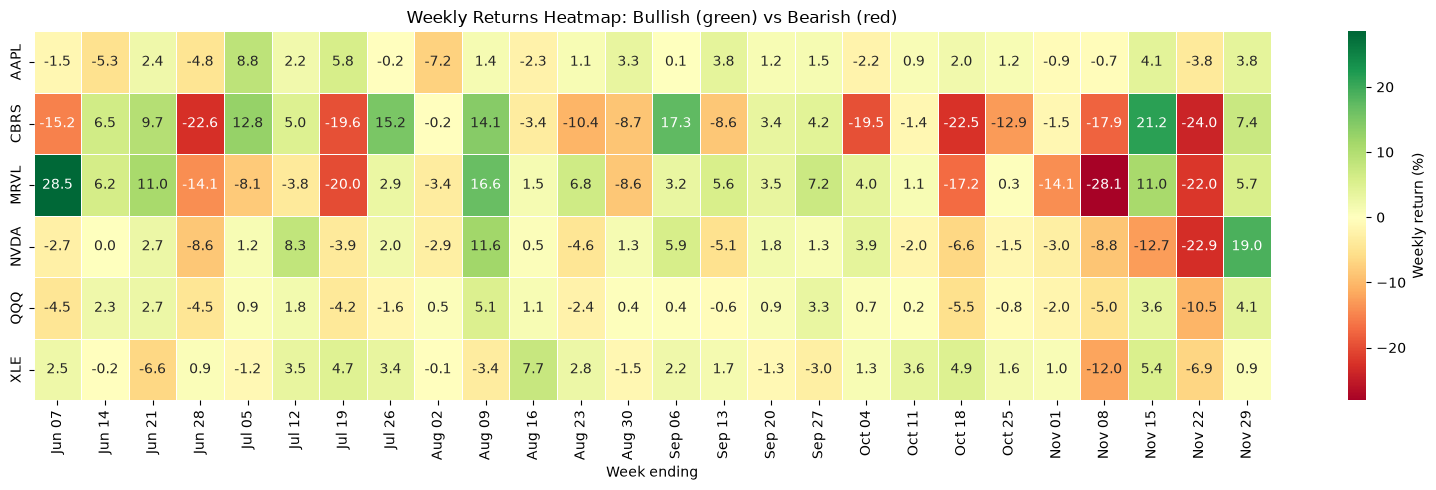 Weekly Returns Heatmap: Bullish (green) vs Bearish (red)
AAPL -1.5 -5.3 2.4 -4.8 8.8 2.2 5.8 -0.2 -7.2 1.4 -2.3 1.1 3.3 0.1 3.8 1.2 1.5 -2.2 0.9 2.0 1.2 -0.9 -0.7 4.1 -3.8 3.8
CBRS -15.2 6.5 9.7 -22.6 12.8 5.0 -19.6 15.2 -0.2 14.1 -3.4 -10.4 -8.7 17.3 -8.6 3.4 4.2 -19.5 -1.4 -22.5 -12.9 -1.5 -17.9 21.2 -24.0 7.4
MRVL 28.5 6.2 11.0 -14.1 -8.1 -3.8 -20.0 2.9 -3.4 16.6 1.5 6.8 -8.6 3.2 5.6 3.5 7.2 4.0 1.1 -17.2 0.3 -14.1 -28.1 11.0 -22.0 5.7
NVDA -2.7 0.0 2.7 -8.6 1.2 8.3 -3.9 2.0 -2.9 11.6 0.5 -4.6 1.3 5.9 -5.1 1.8 1.3 3.9 -2.0 -6.6 -1.5 -3.0 -8.8 -12.7 -22.9 19.0
QQQ -4.5 2.3 2.7 -4.5 0.9 1.8 -4.2 -1.6 0.5 5.1 1.1 -2.4 0.4 0.4 -0.6 0.9 3.3 0.7 0.2 -5.5 -0.8 -2.0 -5.0 3.6 -10.5 4.1
XLE 2.5 -0.2 -6.6 0.9 -1.2 3.5 4.7 3.4 -0.1 -3.4 7.7 2.8 -1.5 2.2 1.7 -1.3 -3.0 1.3 3.6 4.9 1.6 1.0 -12.0 5.4 -6.9 0.9
Jun 07 Jun 14 Jun 21 Jun 28 Jul 05 Jul 12 Jul 19 Jul 26 Aug 02 Aug 09 Aug 16 Aug 23 Aug 30 Sep 06 Sep 13 Sep 20 Sep 27 Oct 04 Oct 11 Oct 18 Oct 25 Nov 01 Nov 08 Nov 15 Nov 22 Nov 29
Week ending
20
10
0
−10
−20
Weekly return (%)